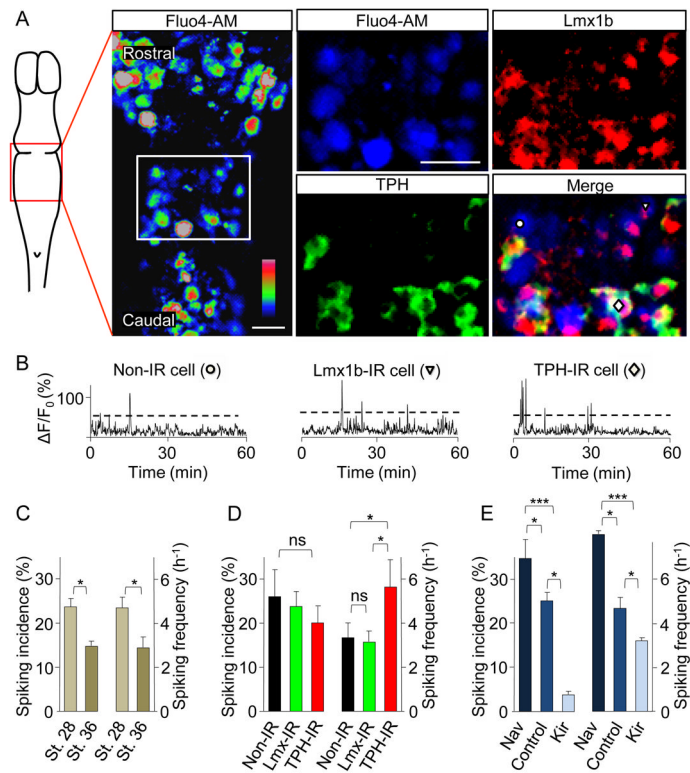 A
Fluo4-AM
Fluo4-AM
Lmx1b
Rostral
Caudal
TPH
Merge
B
Non-IR cell ( )
Lmx1b-IR cell ( )
TPH-IR cell ( )
ΔF/F0 (%)
100
0
0 30 60
0 30 60
0 30 60
Time (min)
Time (min)
Time (min)
C
Spiking incidence (%)
30
20
10
0
* *
6
4
2
0
Spiking frequency (h-1)
St. 28
St. 36
St. 28
St. 36
D
Spiking incidence (%)
30
20
10
0
ns
*
*
ns
6
4
2
0
Spiking frequency (h-1)
Non-IR
Lmx-IR
TPH-IR
Non-IR
Lmx-IR
TPH-IR
E
Spiking incidence (%)
30
20
10
0
*** ***
* *
* *
6
4
2
0
Spiking frequency (h-1)
Nav
Control
Kir
Nav
Control
Kir